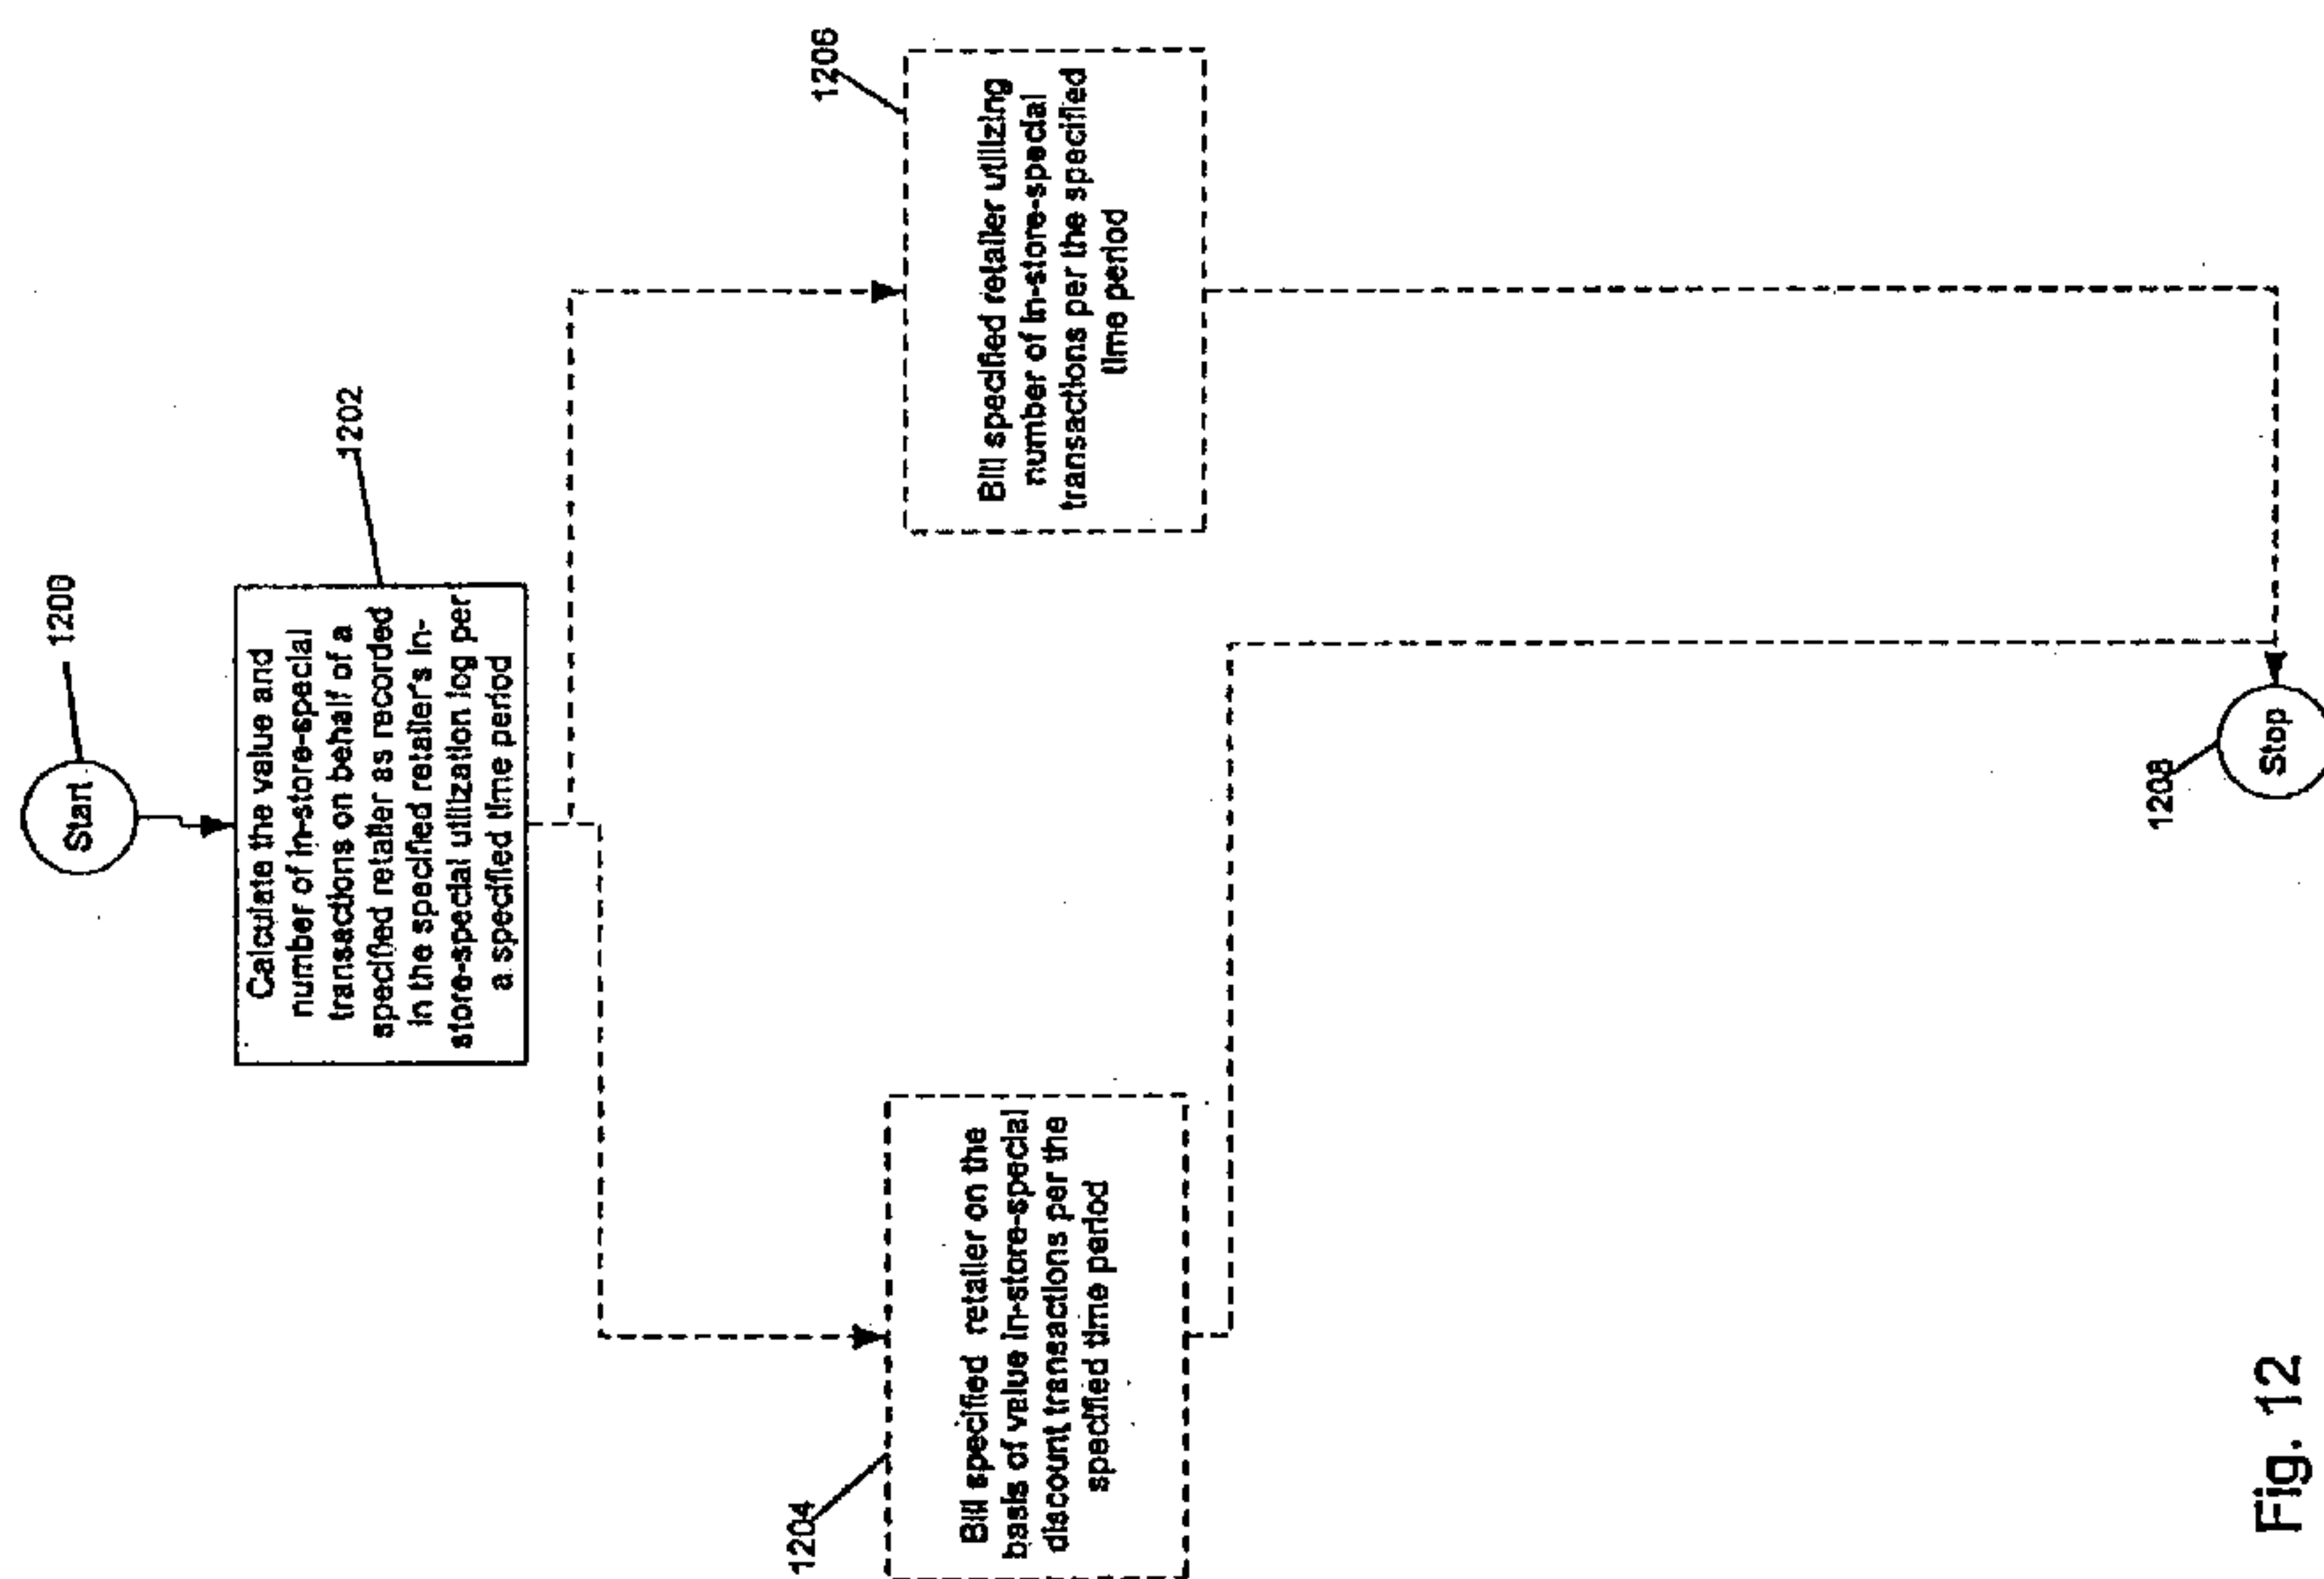 1200
Start
1202
Calculate the value and
number of in-store-special
transactions on behalf of a
specified retailer as recorded
in the specified retailer's in-
store-special utilization log per
a specified time period
1204
Bill specified retailer on the
basis of value in-store-special
discount transactions per the
specified time period
1206
Bill specified retailer utilizing
number of in-store-special
transactions per the specified
time period
1208
Stop
Fig. 12